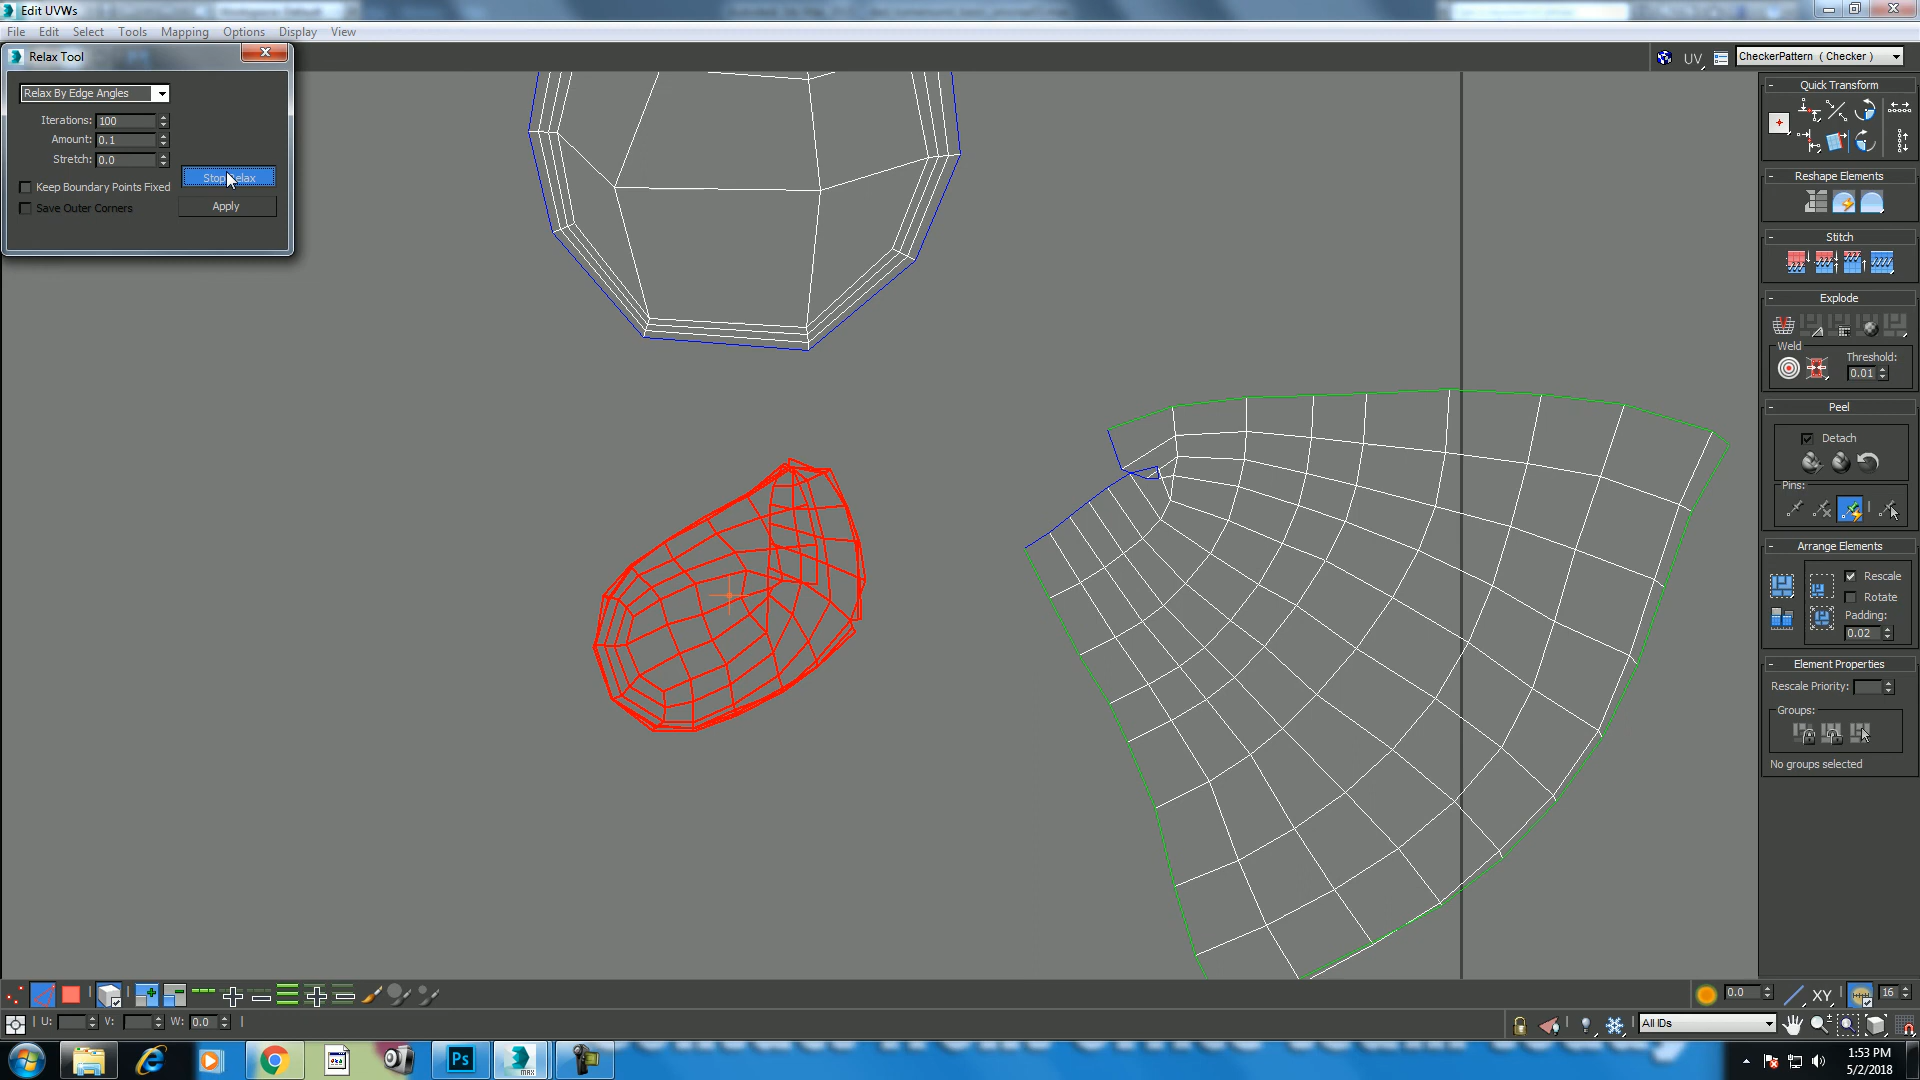 Edit UVWs
File Edit Select Tools Mapping Options Display View
Relax Tool
Relax By Edge Angles
Iterations: 100
Amount: 0.1
Stretch: 0.0
Keep Boundary Points Fixed
Save Outer Corners
Stop Relax
Apply
UV
CheckerPattern ( Checker )
- Quick Transform
- Reshape Elements
- Stitch
- Explode
Weld
Threshold:
0.01
- Peel
Detach
Pins:
- Arrange Elements
Rescale
Rotate
Padding:
0.02
- Element Properties
Rescale Priority:
Groups:
No groups selected
0.0
XY
16
U: V: W: 0.0
All IDs
Ps
MAX
1:53 PM
5/2/2018